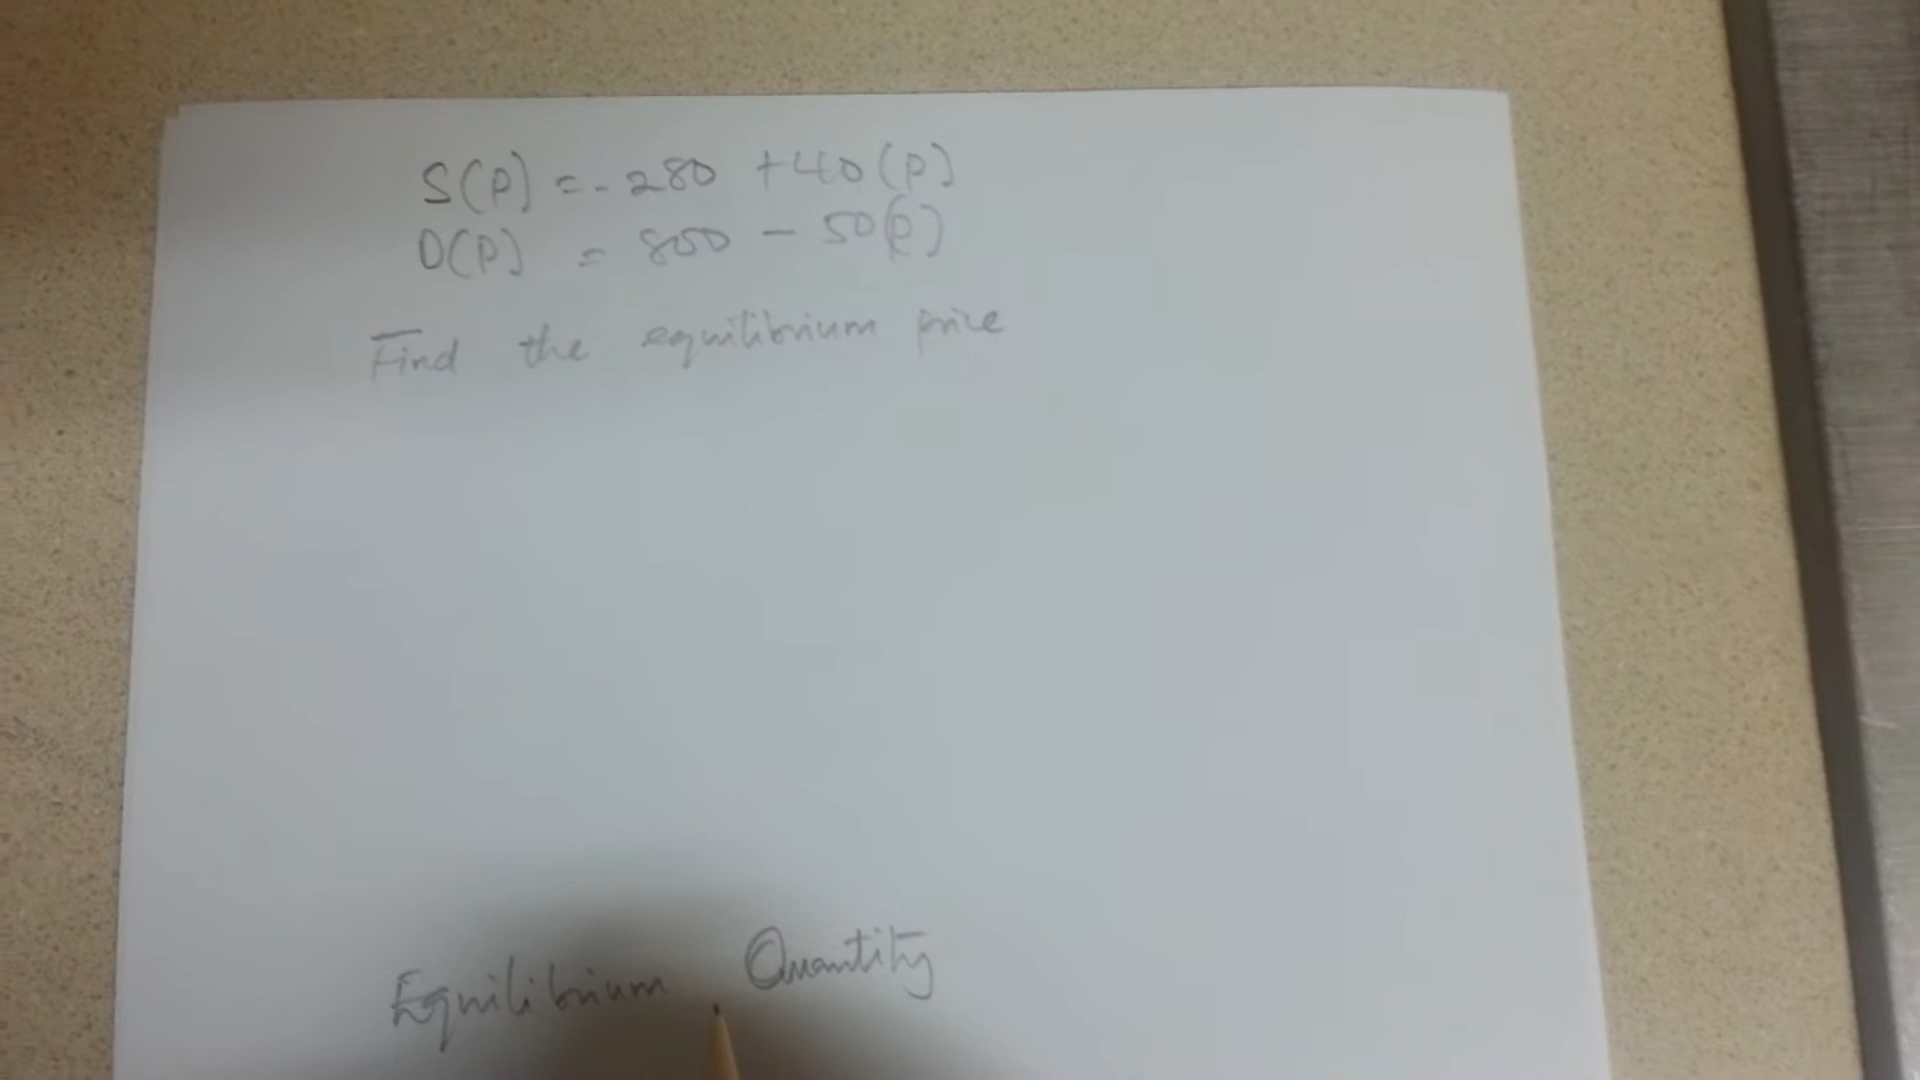 S(P) = -280 +40(P)
D(P) = 800 - 50(P)
Find the equilibrium price
Equilibrium Quantity